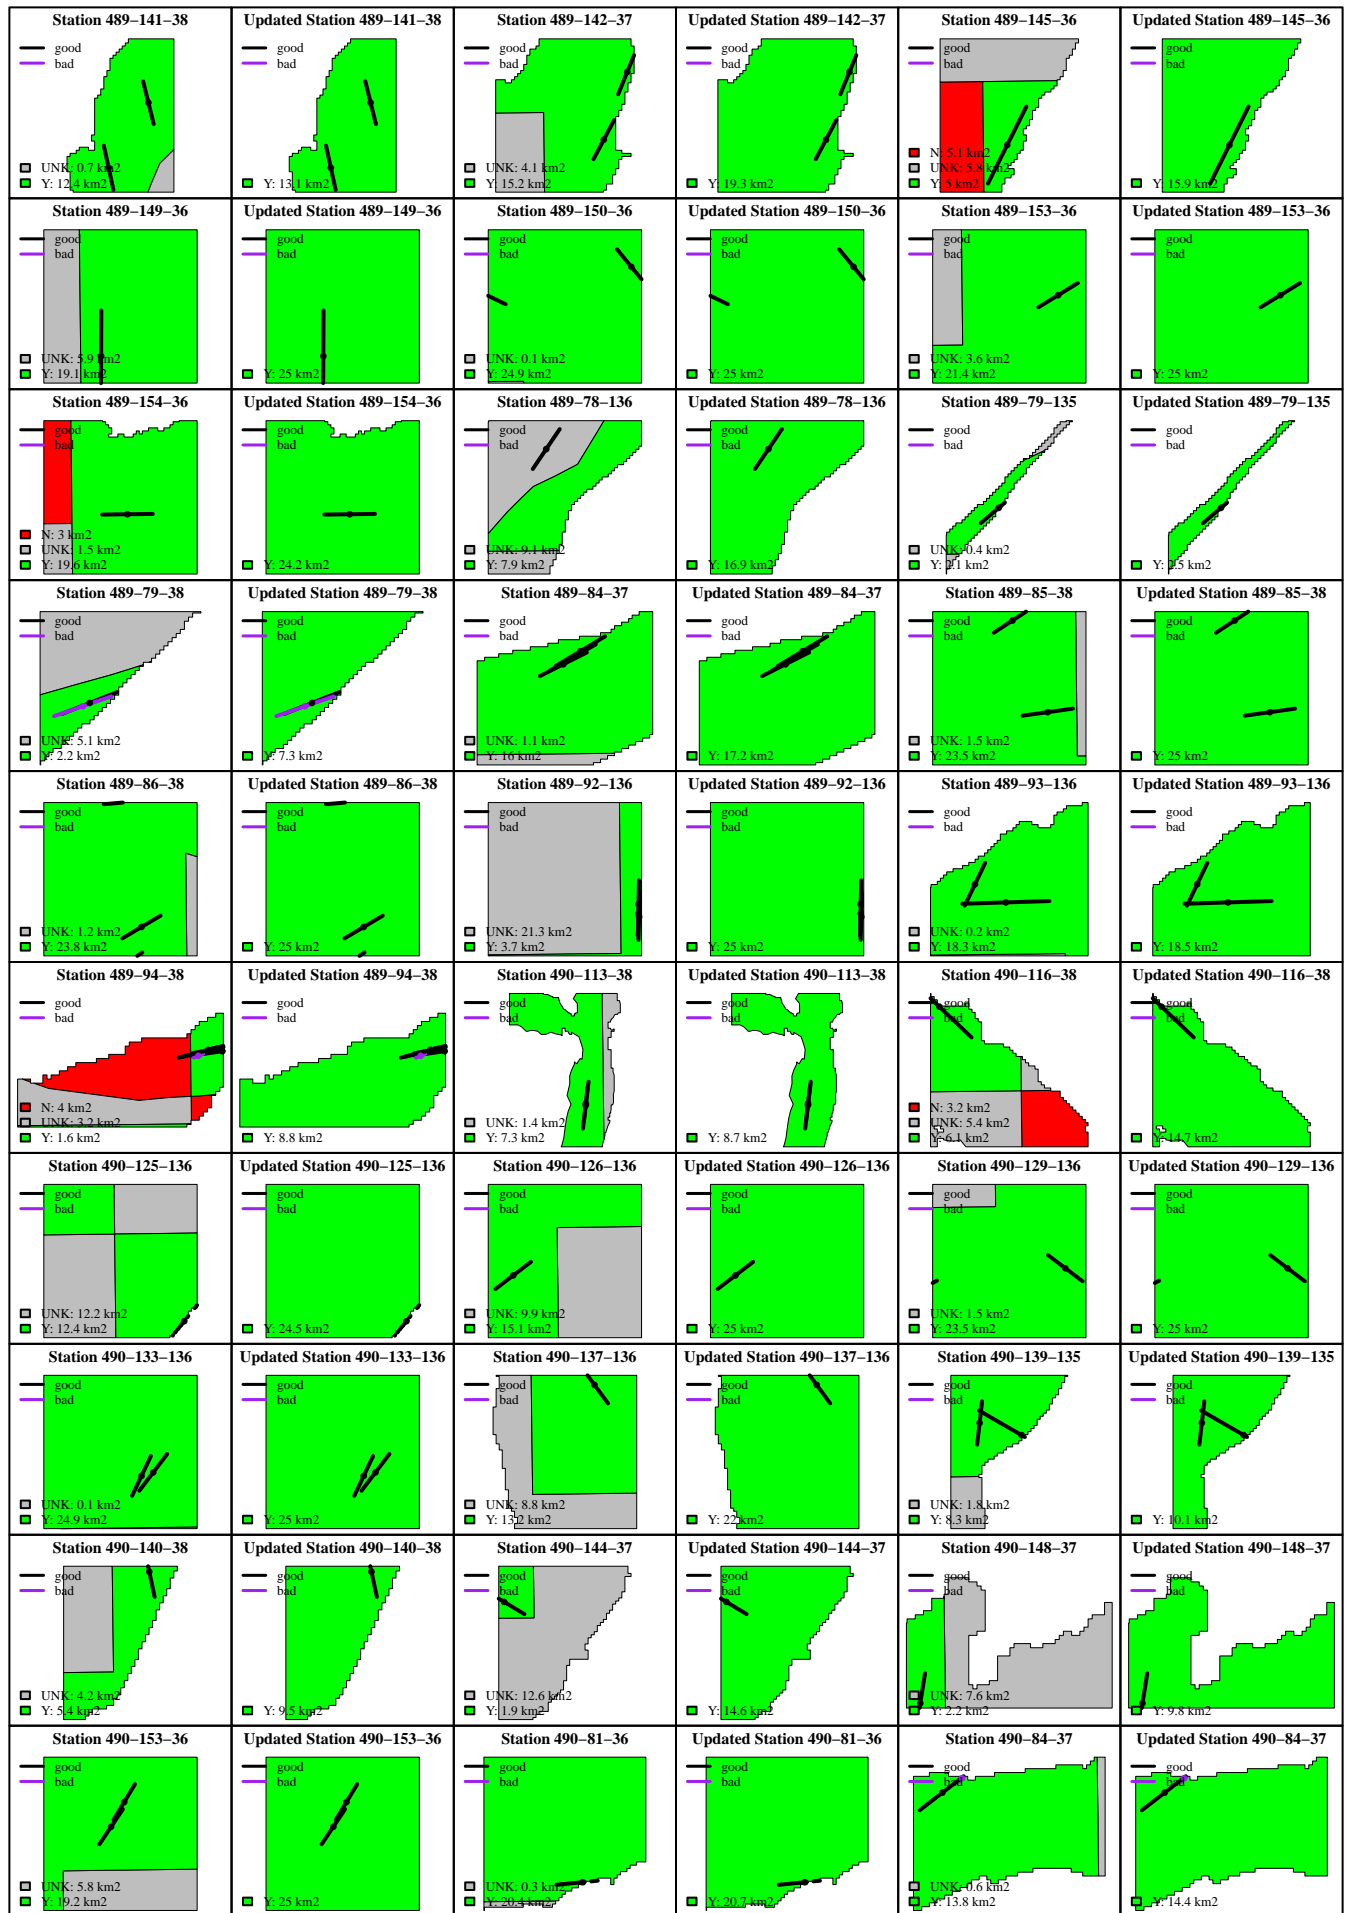 Station 489−141−38
good
bad
UNK: 0.7 km2
Y: 12.4 km2
Updated Station 489−141−38
good
bad
Y: 13.1 km2
Station 489−142−37
good
bad
UNK: 4.1 km2
Y: 15.2 km2
Updated Station 489−142−37
good
bad
Y: 19.3 km2
Station 489−145−36
good
bad
N: 5.1 km2
UNK: 5.8 km2
Y: 5 km2
Updated Station 489−145−36
good
bad
Y: 15.9 km2
Station 489−149−36
good
bad
UNK: 5.9 km2
Y: 19.1 km2
Updated Station 489−149−36
good
bad
Y: 25 km2
Station 489−150−36
good
bad
UNK: 0.1 km2
Y: 24.9 km2
Updated Station 489−150−36
good
bad
Y: 25 km2
Station 489−153−36
good
bad
UNK: 3.6 km2
Y: 21.4 km2
Updated Station 489−153−36
good
bad
Y: 25 km2
Station 489−154−36
good
bad
N: 3 km2
UNK: 1.5 km2
Y: 19.6 km2
Updated Station 489−154−36
good
bad
Y: 24.2 km2
Station 489−78−136
good
bad
UNK: 9.1 km2
Y: 7.9 km2
Updated Station 489−78−136
good
bad
Y: 16.9 km2
Station 489−79−135
good
bad
UNK: 0.4 km2
Y: 2.1 km2
Updated Station 489−79−135
good
bad
Y: 2.5 km2
Station 489−79−38
good
bad
UNK: 5.1 km2
Y: 2.2 km2
Updated Station 489−79−38
good
bad
Y: 7.3 km2
Station 489−84−37
good
bad
UNK: 1.1 km2
Y: 16 km2
Updated Station 489−84−37
good
bad
Y: 17.2 km2
Station 489−85−38
good
bad
UNK: 1.5 km2
Y: 23.5 km2
Updated Station 489−85−38
good
bad
Y: 25 km2
Station 489−86−38
good
bad
UNK: 1.2 km2
Y: 23.8 km2
Updated Station 489−86−38
good
bad
Y: 25 km2
Station 489−92−136
good
bad
UNK: 21.3 km2
Y: 3.7 km2
Updated Station 489−92−136
good
bad
Y: 25 km2
Station 489−93−136
good
bad
UNK: 0.2 km2
Y: 18.3 km2
Updated Station 489−93−136
good
bad
Y: 18.5 km2
Station 489−94−38
good
bad
N: 4 km2
UNK: 3.2 km2
Y: 1.6 km2
Updated Station 489−94−38
good
bad
Y: 8.8 km2
Station 490−113−38
good
bad
UNK: 1.4 km2
Y: 7.3 km2
Updated Station 490−113−38
good
bad
Y: 8.7 km2
Station 490−116−38
good
bad
N: 3.2 km2
UNK: 5.4 km2
Y: 6.1 km2
Updated Station 490−116−38
good
bad
Y: 14.7 km2
Station 490−125−136
good
bad
UNK: 12.2 km2
Y: 12.4 km2
Updated Station 490−125−136
good
bad
Y: 24.5 km2
Station 490−126−136
good
bad
UNK: 9.9 km2
Y: 15.1 km2
Updated Station 490−126−136
good
bad
Y: 25 km2
Station 490−129−136
good
bad
UNK: 1.5 km2
Y: 23.5 km2
Updated Station 490−129−136
good
bad
Y: 25 km2
Station 490−133−136
good
bad
UNK: 0.1 km2
Y: 24.9 km2
Updated Station 490−133−136
good
bad
Y: 25 km2
Station 490−137−136
good
bad
UNK: 8.8 km2
Y: 13.2 km2
Updated Station 490−137−136
good
bad
Y: 22 km2
Station 490−139−135
good
bad
UNK: 1.8 km2
Y: 8.3 km2
Updated Station 490−139−135
good
bad
Y: 10.1 km2
Station 490−140−38
good
bad
UNK: 4.2 km2
Y: 5.4 km2
Updated Station 490−140−38
good
bad
Y: 9.5 km2
Station 490−144−37
good
bad
UNK: 12.6 km2
Y: 1.9 km2
Updated Station 490−144−37
good
bad
Y: 14.6 km2
Station 490−148−37
good
bad
UNK: 7.6 km2
Y: 2.2 km2
Updated Station 490−148−37
good
bad
Y: 9.8 km2
Station 490−153−36
good
bad
UNK: 5.8 km2
Y: 19.2 km2
Updated Station 490−153−36
good
bad
Y: 25 km2
Station 490−81−36
good
bad
UNK: 0.3 km2
Y: 20.4 km2
Updated Station 490−81−36
good
bad
Y: 20.7 km2
Station 490−84−37
good
bad
UNK: 0.6 km2
Y: 13.8 km2
Updated Station 490−84−37
good
bad
Y: 14.4 km2